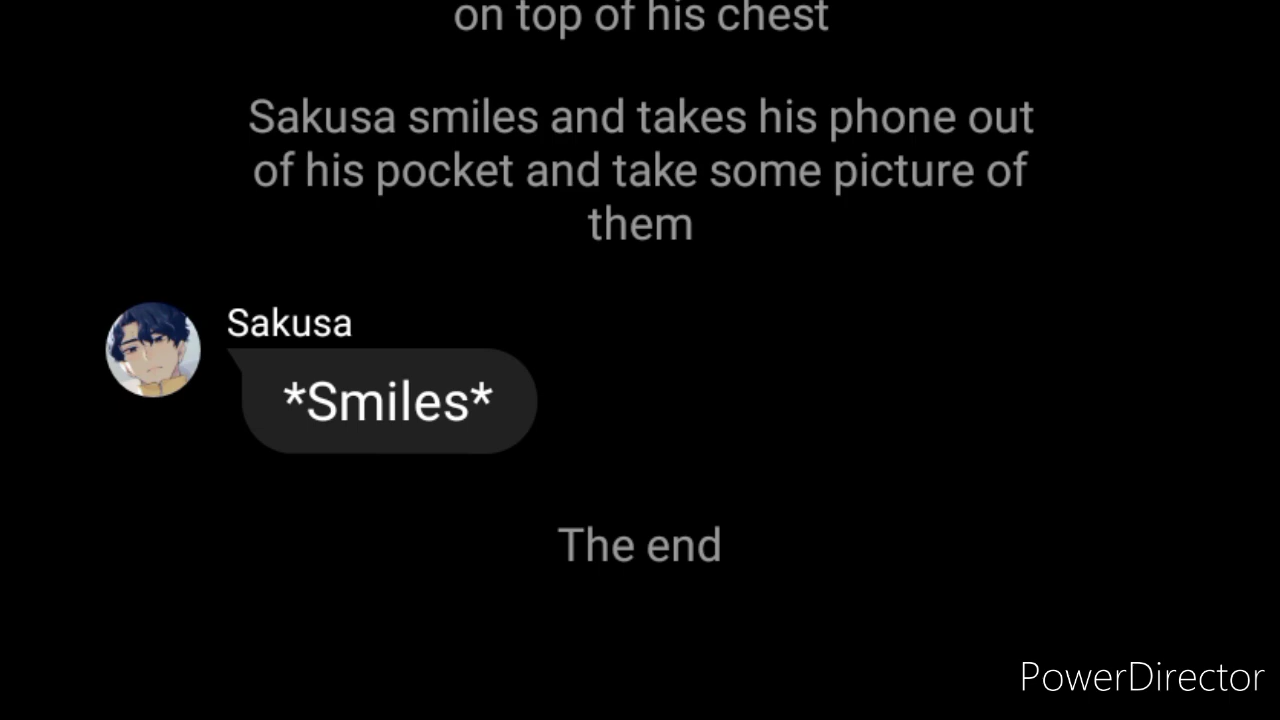 on top of his chest
Sakusa smiles and takes his phone out
of his pocket and take some picture of
them
Sakusa
*Smiles*
The end
PowerDirector